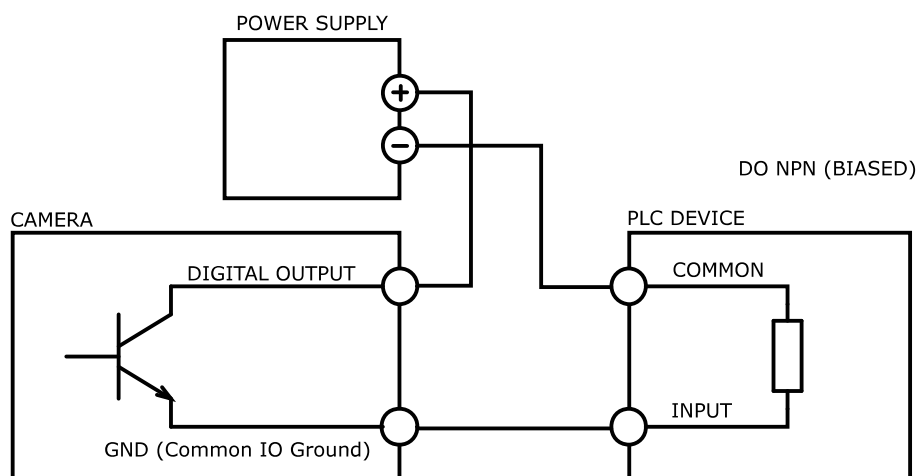 POWER SUPPLY
DO NPN (BIASED)
CAMERA
PLC DEVICE
DIGITAL OUTPUT
COMMON
INPUT
GND (Common IO Ground)